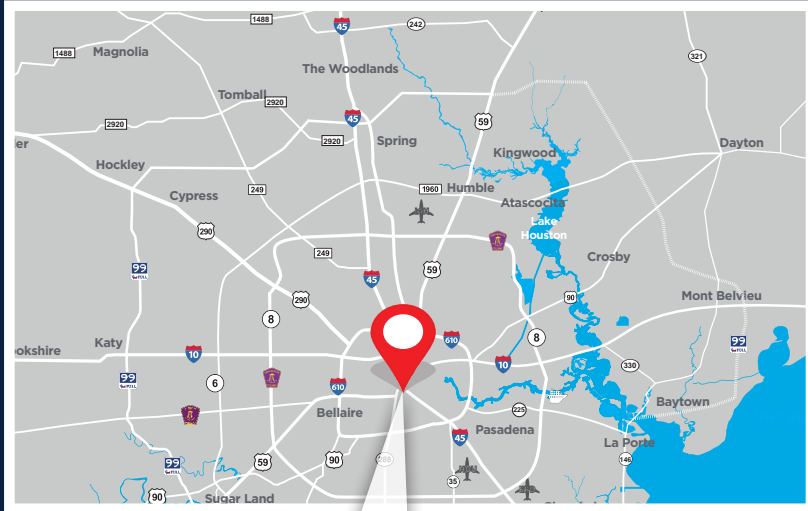 1488
45
242
Magnolia
1488
321
The Woodlands
Tomball
2920
45
59
2920
2920
Spring
er
Dayton
Kingwood
Hockley
Cypress
249
1960
Humble
Atascocita
Lake
Houston
290
249
Crosby
99
59
45
290
90
Mont Belvieu
8
8
610
99
Katy
okshire
10
10
330
99
6
610
Baytown
Bellaire
225
Pasadena
45
La Porte
99
59
90
288
146
35
90
Sugar Land